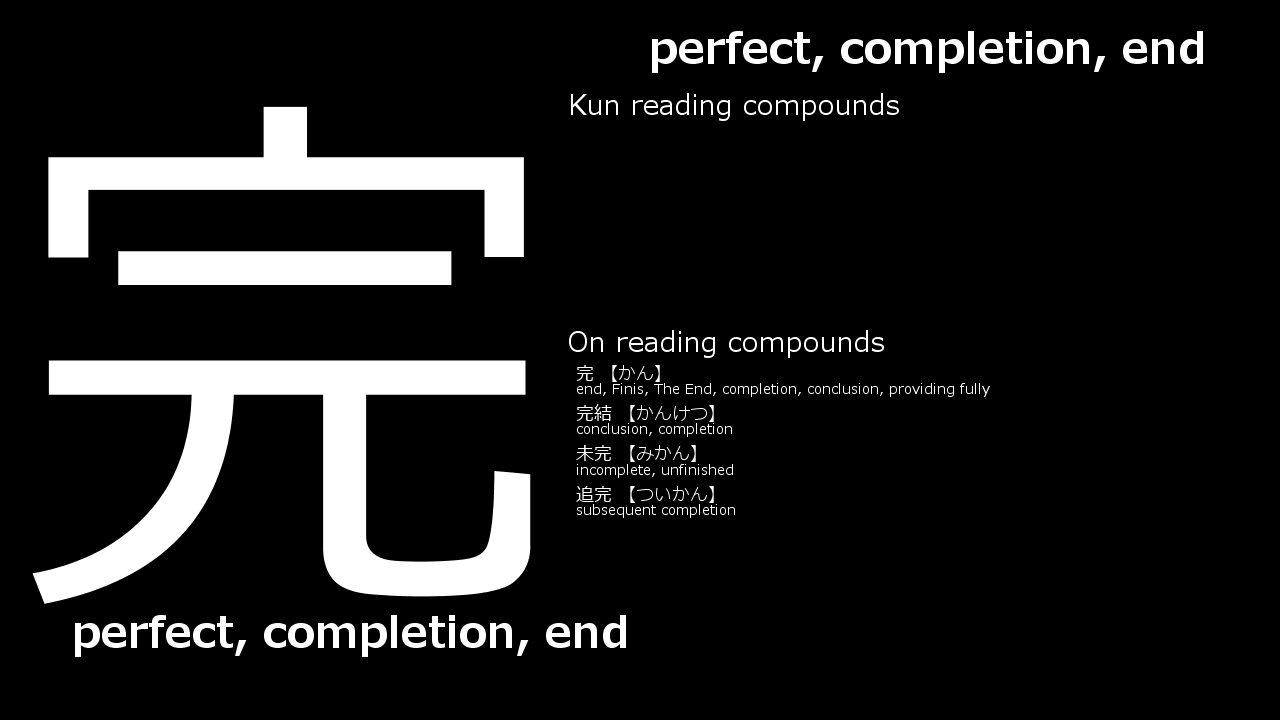 完
perfect, completion, end
perfect, completion, end
Kun reading compounds
On reading compounds
完 【かん】
end, Finis, The End, completion, conclusion, providing fully
完結 【かんけつ】
conclusion, completion
未完 【みかん】
incomplete, unfinished
追完 【ついかん】
subsequent completion